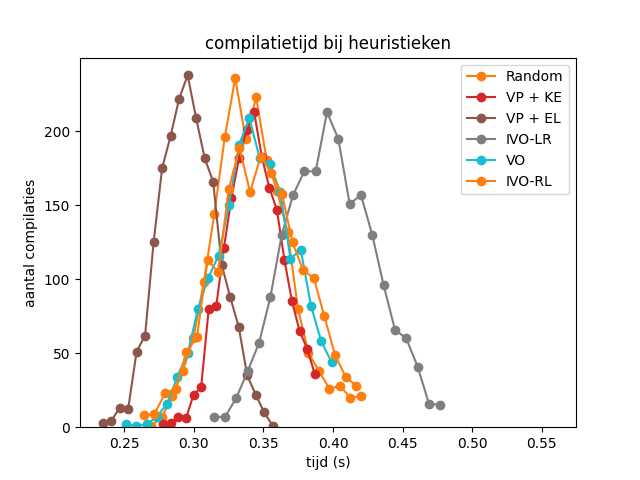 compilatietijd bij heuristieken
Random
VP + KE
VP + EL
IVO-LR
VO
IVO-RL
aantal compilaties
200
150
100
50
0
0.25 0.30 0.35 0.40 0.45 0.50 0.55
tijd (s)